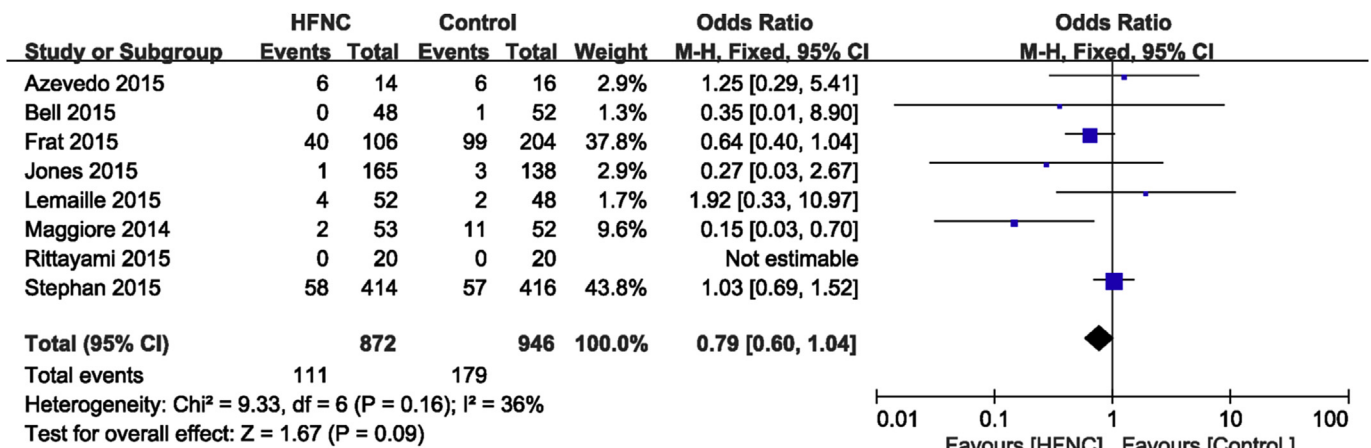 HFNC Control Odds Ratio Odds Ratio
Study or Subgroup Events Total Events Total Weight M-H, Fixed, 95% CI M-H, Fixed, 95% CI
Azevedo 2015 6 14 6 16 2.9% 1.25 [0.29, 5.41]
Bell 2015 0 48 1 52 1.3% 0.35 [0.01, 8.90]
Frat 2015 40 106 99 204 37.8% 0.64 [0.40, 1.04]
Jones 2015 1 165 3 138 2.9% 0.27 [0.03, 2.67]
Lemaille 2015 4 52 2 48 1.7% 1.92 [0.33, 10.97]
Maggiore 2014 2 53 11 52 9.6% 0.15 [0.03, 0.70]
Rittayami 2015 0 20 0 20 Not estimable
Stephan 2015 58 414 57 416 43.8% 1.03 [0.69, 1.52]
Total (95% CI) 872 946 100.0% 0.79 [0.60, 1.04]
Total events 111 179
Heterogeneity: Chi² = 9.33, df = 6 (P = 0.16); I² = 36%
Test for overall effect: Z = 1.67 (P = 0.09)
0.01 0.1 1 10 100
Favours [HFNC] Favours [Control]